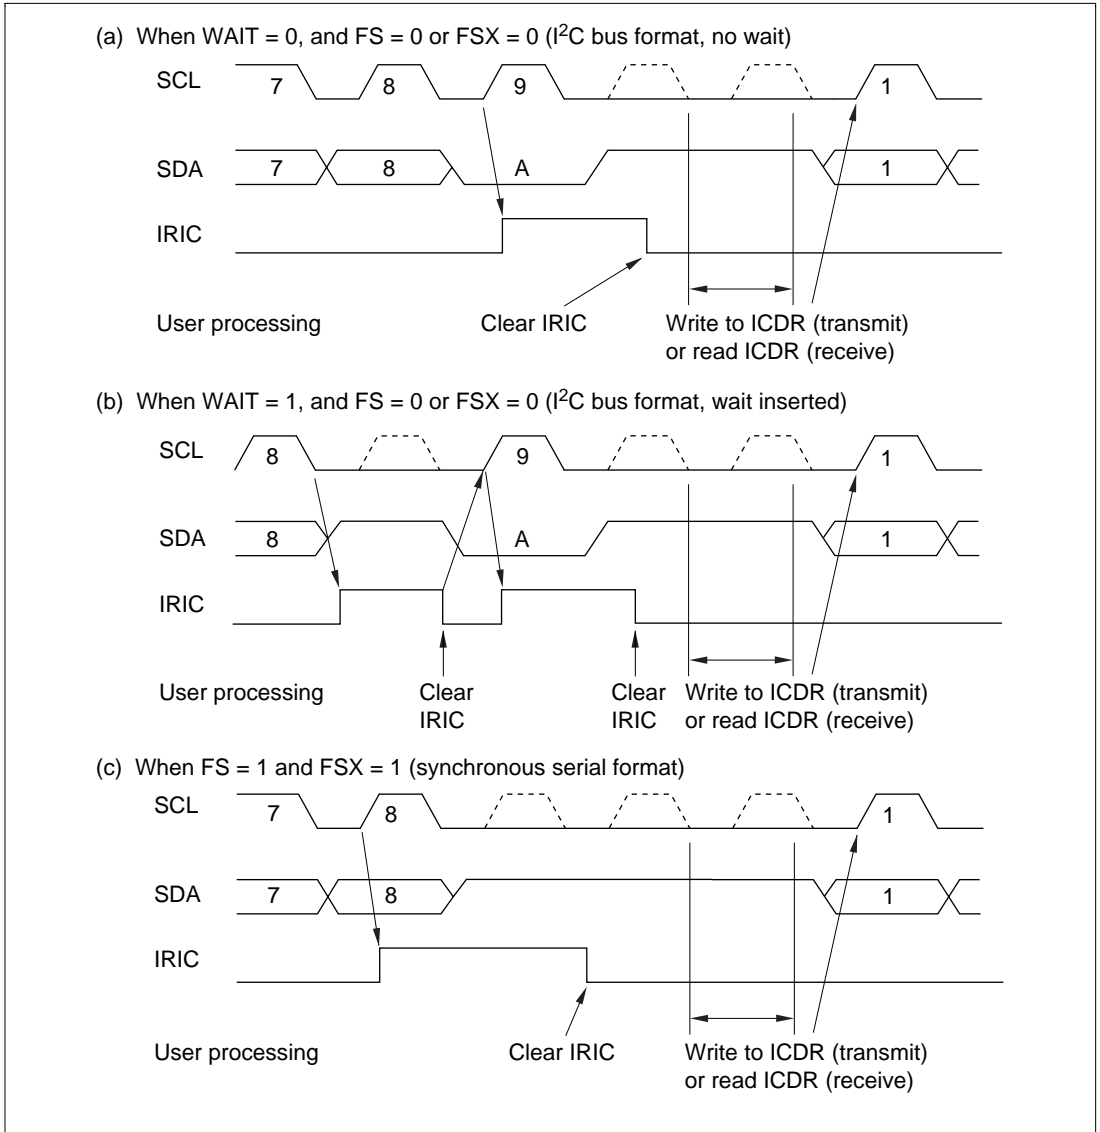 (a) When WAIT = 0, and FS = 0 or FSX = 0 (I²C bus format, no wait)
SCL 7 8 9 1
SDA 7 8 A 1
IRIC
User processing Clear IRIC Write to ICDR (transmit)
or read ICDR (receive)
(b) When WAIT = 1, and FS = 0 or FSX = 0 (I²C bus format, wait inserted)
SCL 8 9 1
SDA 8 A 1
IRIC
User processing Clear Clear Write to ICDR (transmit)
IRIC IRIC or read ICDR (receive)
(c) When FS = 1 and FSX = 1 (synchronous serial format)
SCL 7 8 1
SDA 7 8 1
IRIC
User processing Clear IRIC Write to ICDR (transmit)
or read ICDR (receive)